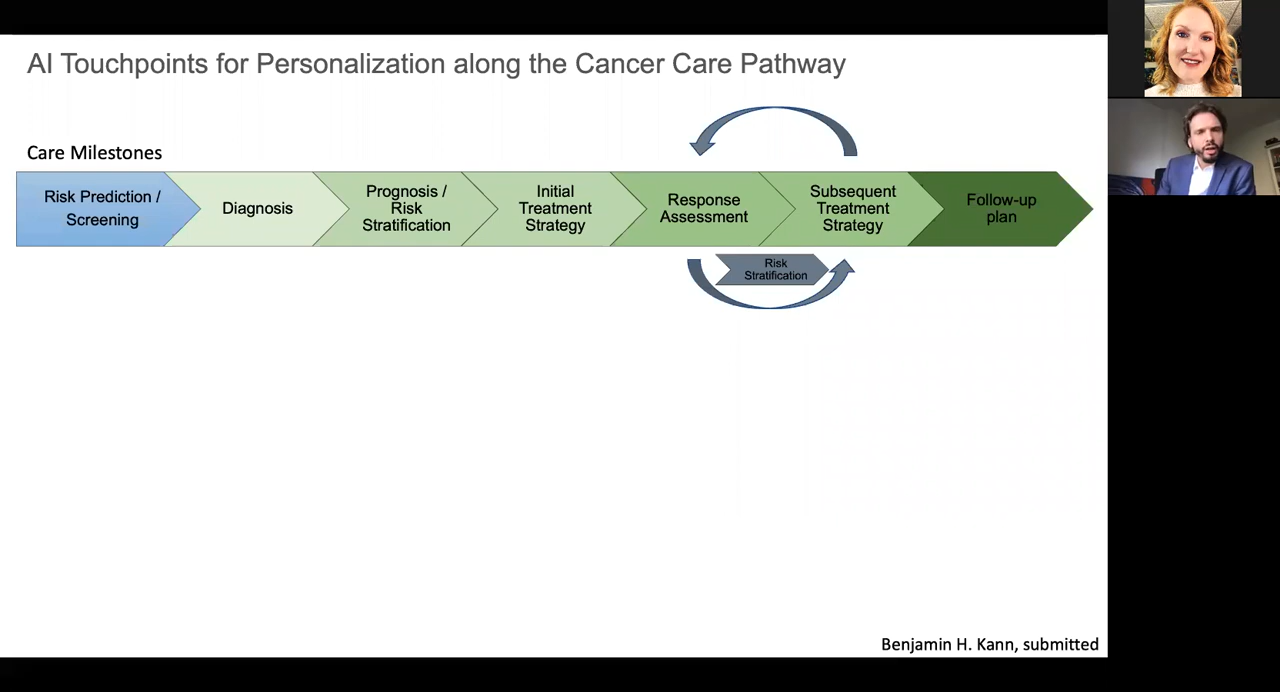 AI Touchpoints for Personalization along the Cancer Care Pathway
Care Milestones
Risk Prediction /
Screening
Diagnosis
Prognosis /
Risk
Stratification
Initial
Treatment
Strategy
Response
Assessment
Subsequent
Treatment
Strategy
Follow-up
plan
Risk
Stratification
Benjamin H. Kann, submitted